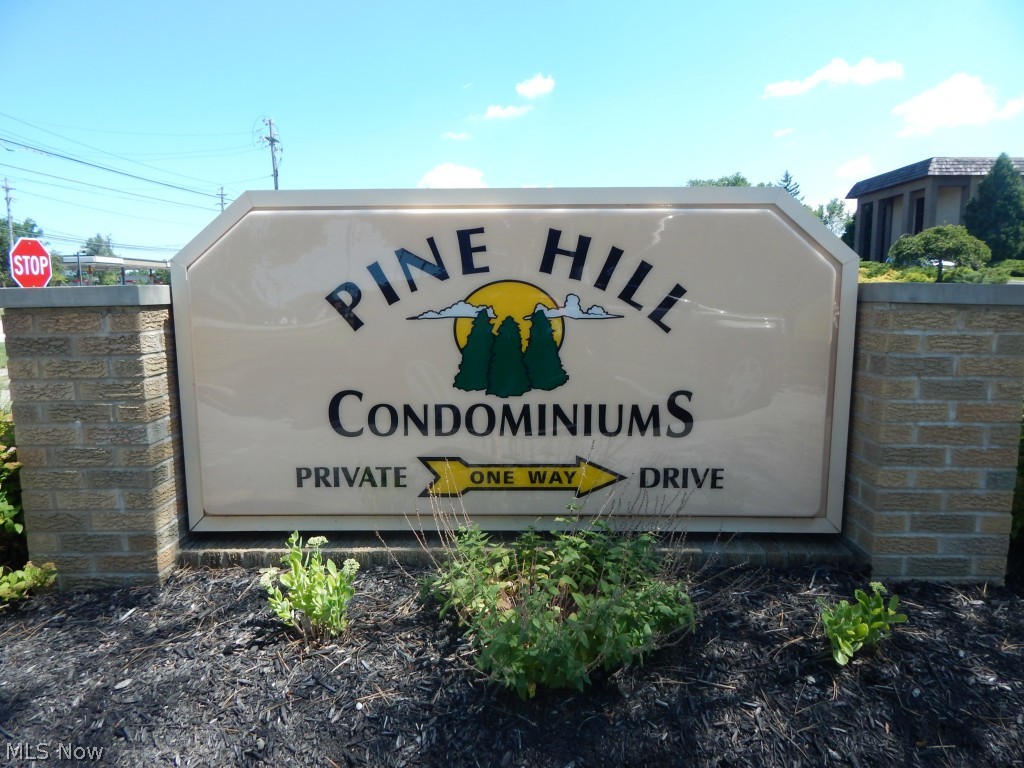 STOP
PINE HILL
CONDOMINIUMS
PRIVATE ONE WAY DRIVE
MLS Now